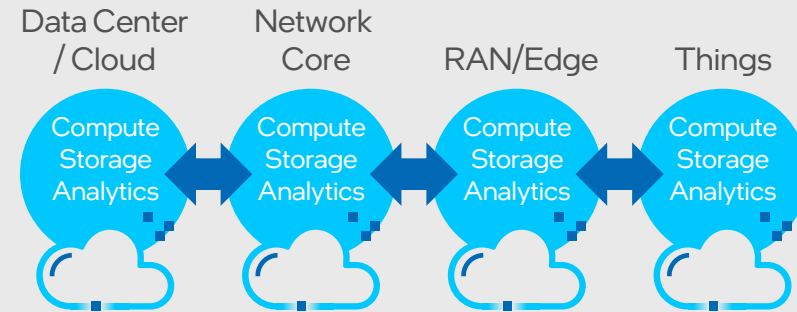 Data Center
/ Cloud
Network
Core
RAN/Edge
Things
Compute
Storage
Analytics
Compute
Storage
Analytics
Compute
Storage
Analytics
Compute
Storage
Analytics